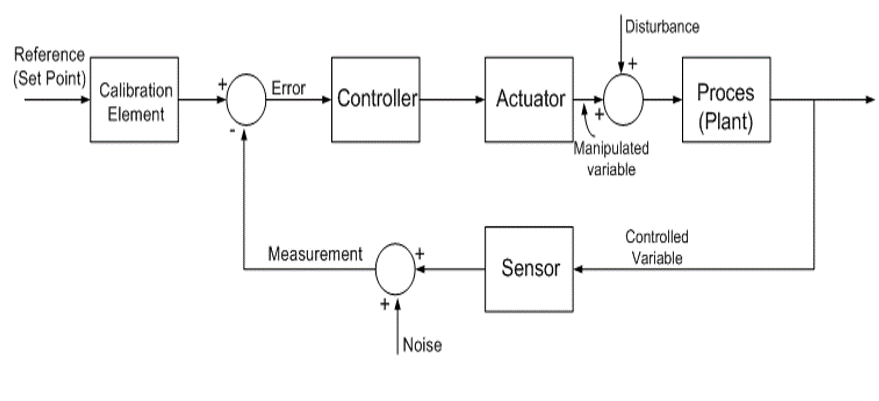 Disturbance
Reference
(Set Point)
Calibration
Element
+
-
Error
Controller
Actuator
+
+
Manipulated
variable
Proces
(Plant)
Measurement
+
+
Noise
Sensor
Controlled
Variable